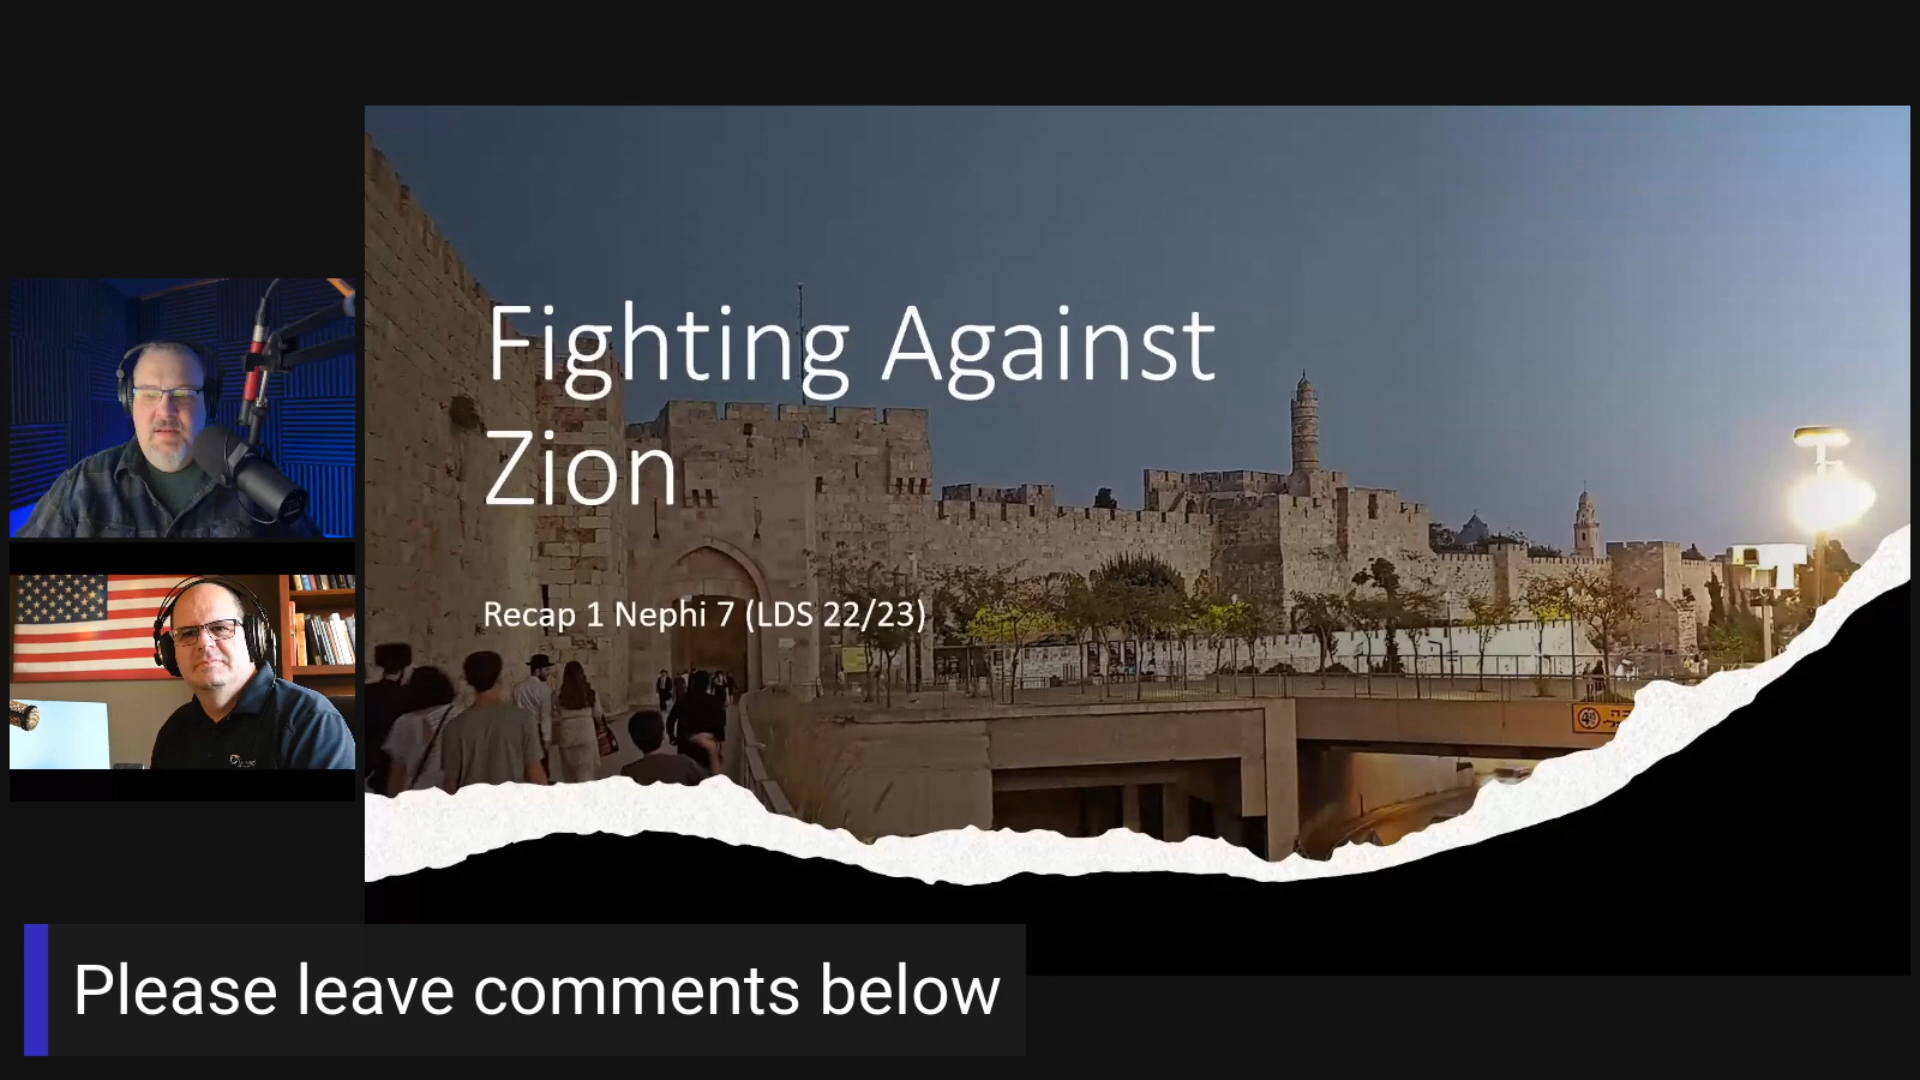 Fighting Against
Zion
Recap 1 Nephi 7 (LDS 22/23)
Please leave comments below